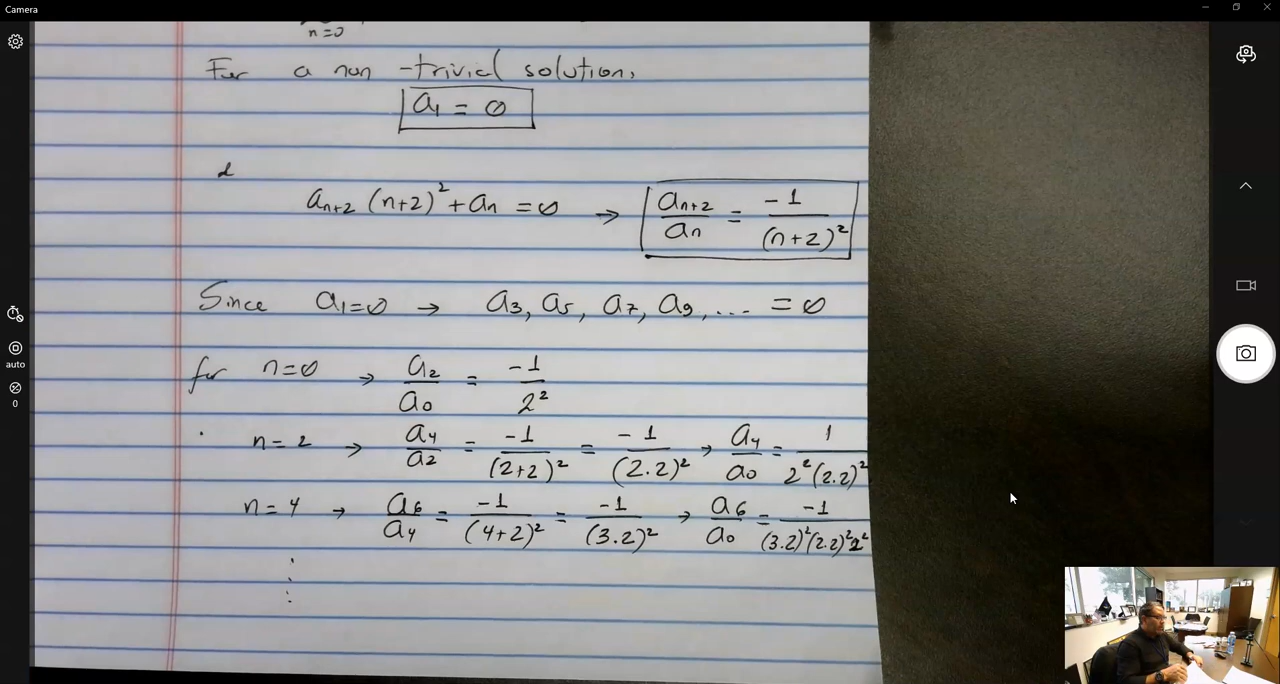 Camera
n=0
For a non-trivial solution,
a₁ = 0
&
aₙ₊₂ (n+2)² + aₙ = 0 → aₙ₊₂/aₙ = -1/(n+2)²
Since a₁=0 → a₃, a₅, a₇, a₉, ... = 0
for n=0 → a₂/a₀ = -1/2²
n=2 → a₄/a₂ = -1/(2+2)² = -1/(2.2)² → a₄/a₀ = 1/2²(2.2)²
n=4 → a₆/a₄ = -1/(4+2)² = -1/(3.2)² → a₆/a₀ = -1/(3.2)²(2.2)²2²
auto
0